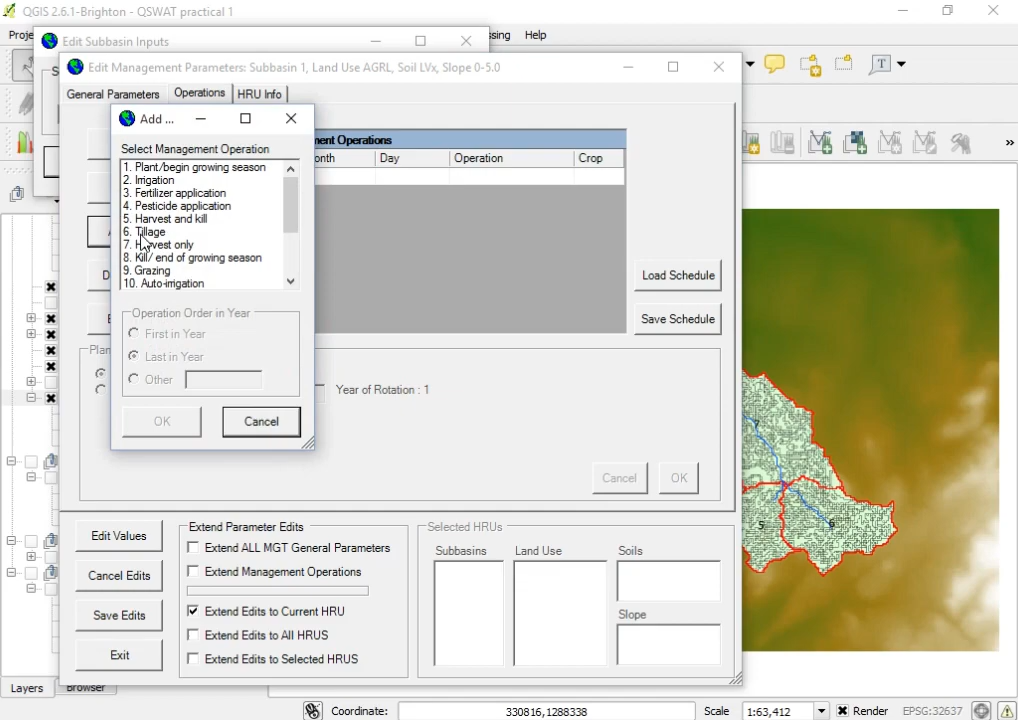 QGIS 2.6.1-Brighton - QSWAT practical 1
Help
Edit Subbasin Inputs
Edit Management Parameters: Subbasin 1, Land Use AGRL, Soil LVx, Slope 0-5.0
General Parameters
Operations
HRU Info
Add ...
Select Management Operation
1. Plant/begin growing season
2. Irrigation
3. Fertilizer application
4. Pesticide application
5. Harvest and kill
6. Tillage
7. Harvest only
8. Kill/ end of growing season
9. Grazing
10. Auto-irrigation
Operation Order in Year
First in Year
Last in Year
Other
OK
Cancel
Operations
Day
Operation
Crop
Load Schedule
Save Schedule
Year of Rotation : 1
Cancel
OK
7
5
6
Edit Values
Cancel Edits
Save Edits
Exit
Extend Parameter Edits
Extend ALL MGT General Parameters
Extend Management Operations
Extend Edits to Current HRU
Extend Edits to All HRUS
Extend Edits to Selected HRUS
Selected HRUs
Subbasins
Land Use
Soils
Slope
Layers
Browser
Coordinate:
330816,1288338
Scale
1:63,412
Render
EPSG:32637